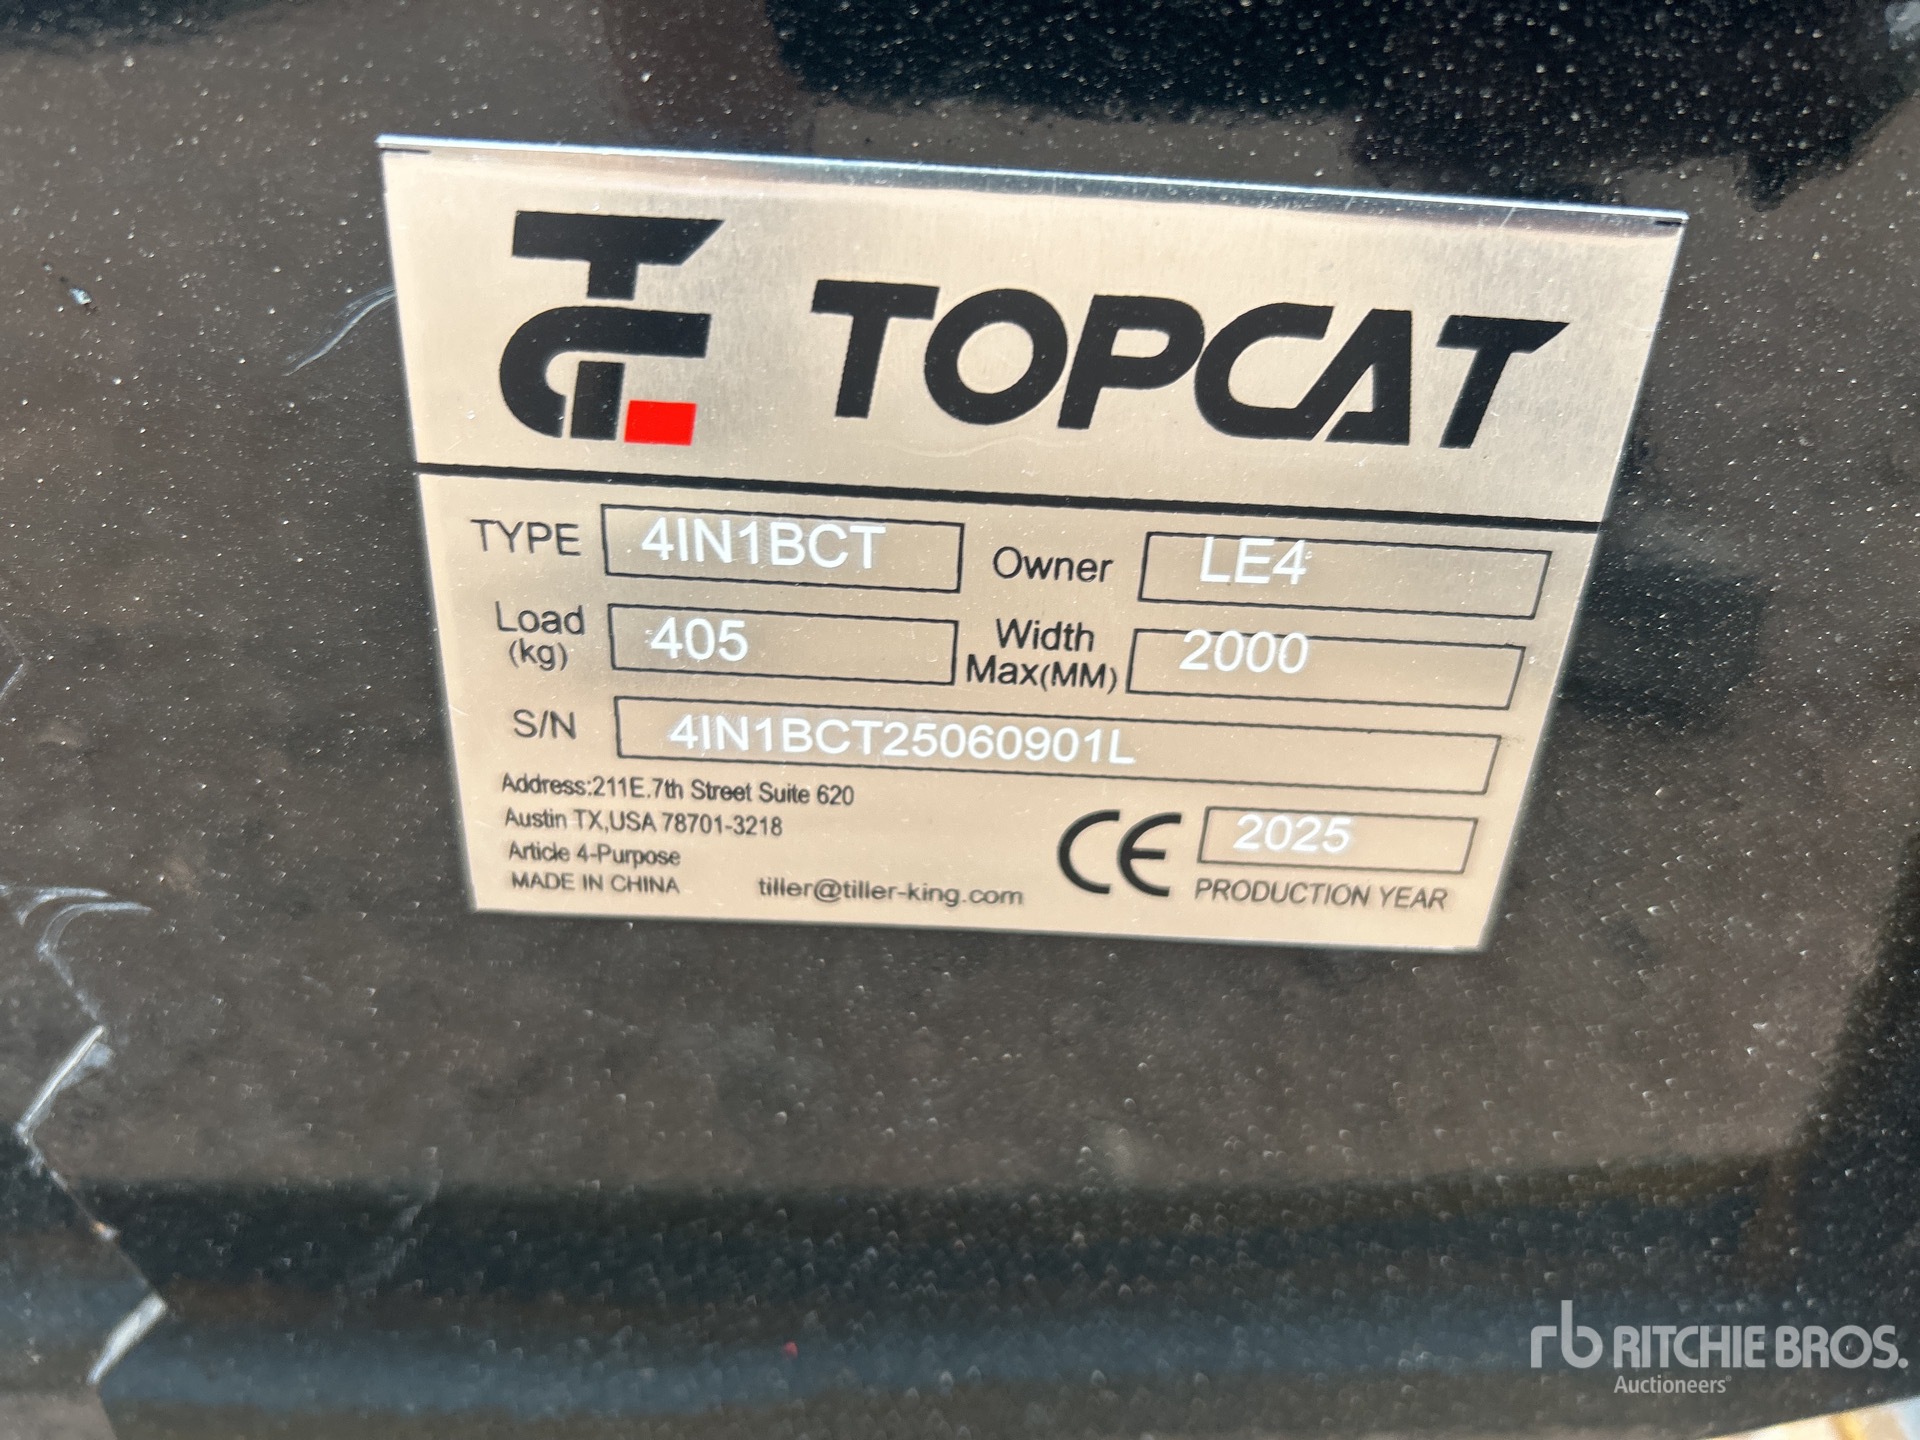 TC TOPCAT
TYPE 4IN1BCT Owner LE4
Load (kg) 405 Width Max(MM) 2000
S/N 4IN1BCT25060901L
Address:211E.7th Street Suite 620
Austin TX,USA 78701-3218
Article 4-Purpose
MADE IN CHINA tiller@tiller-king.com
CE 2025
PRODUCTION YEAR
rb RITCHIE BROS.
Auctioneers